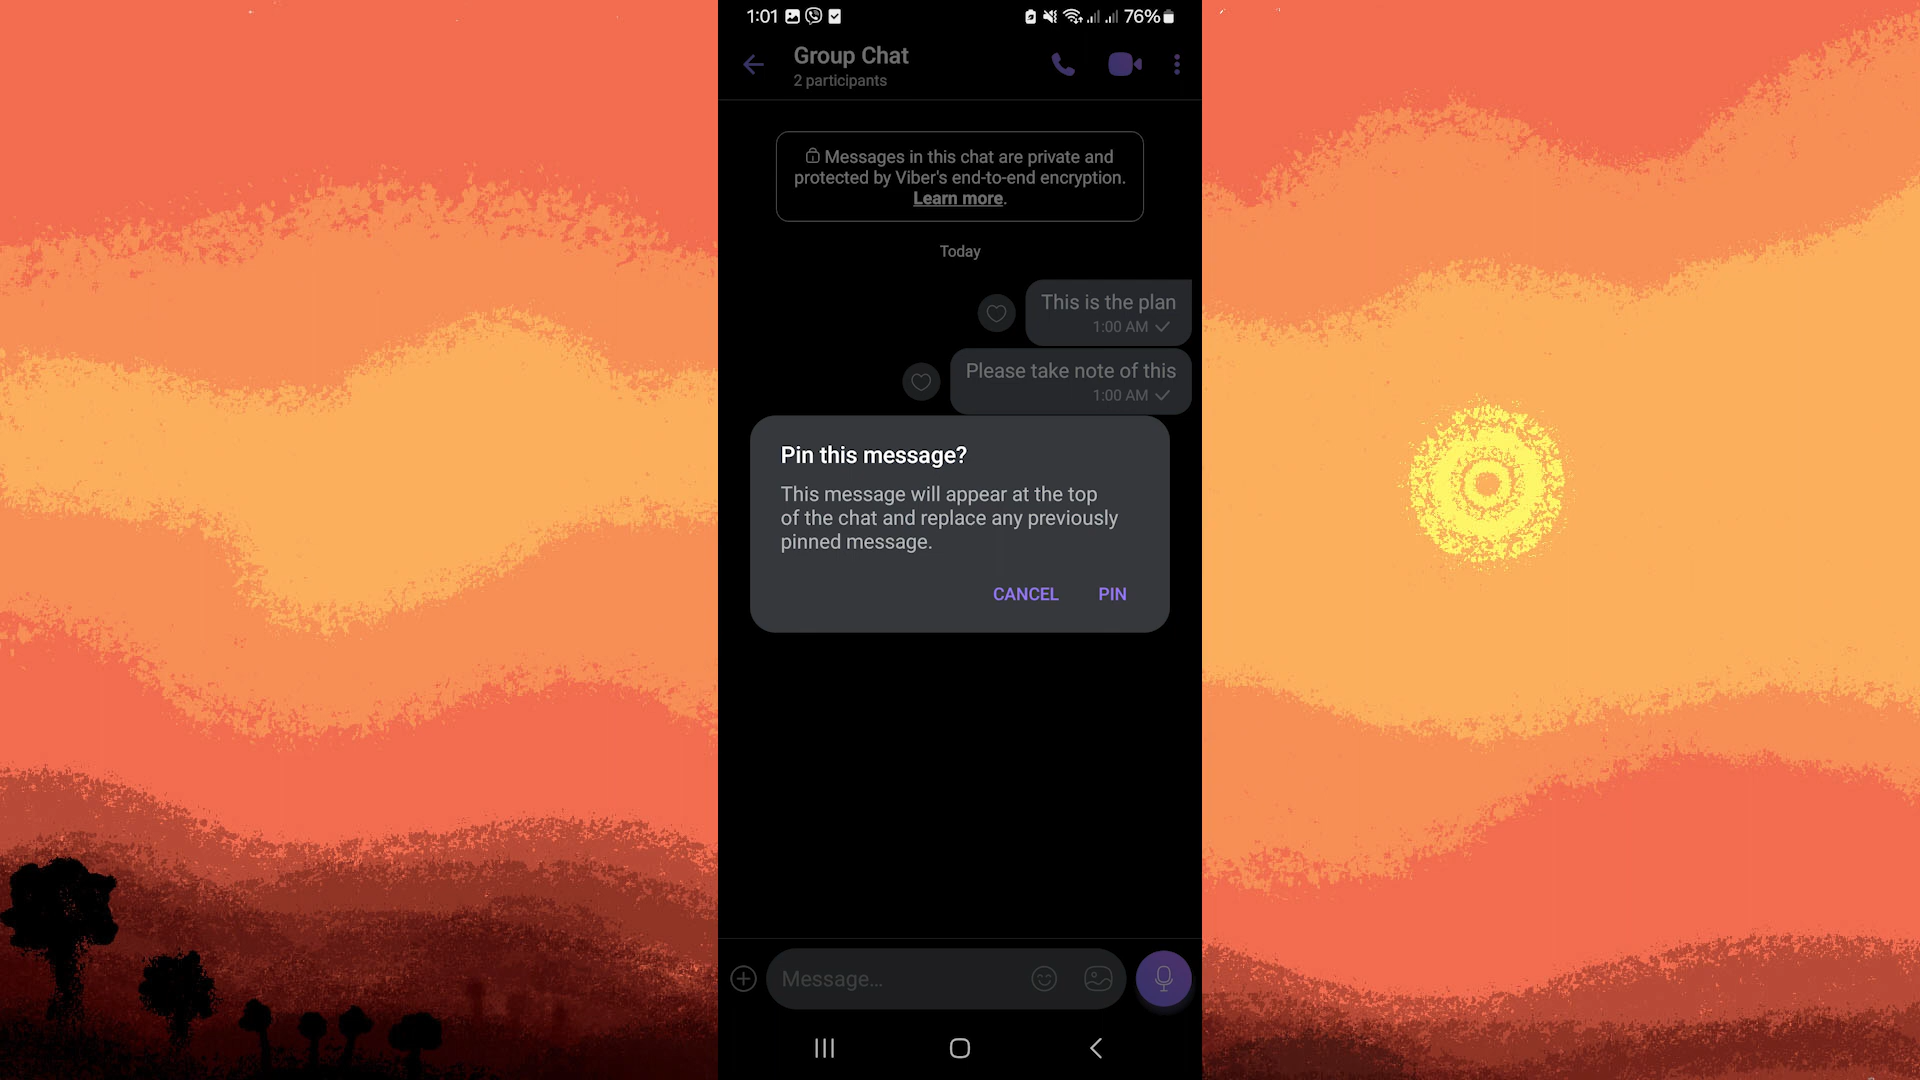 1:01
76%
Group Chat
2 participants
Messages in this chat are private and
protected by Viber's end-to-end encryption.
Learn more.
Today
This is the plan
1:00 AM
Please take note of this
1:00 AM
Pin this message?
This message will appear at the top
of the chat and replace any previously
pinned message.
CANCEL PIN
Message...